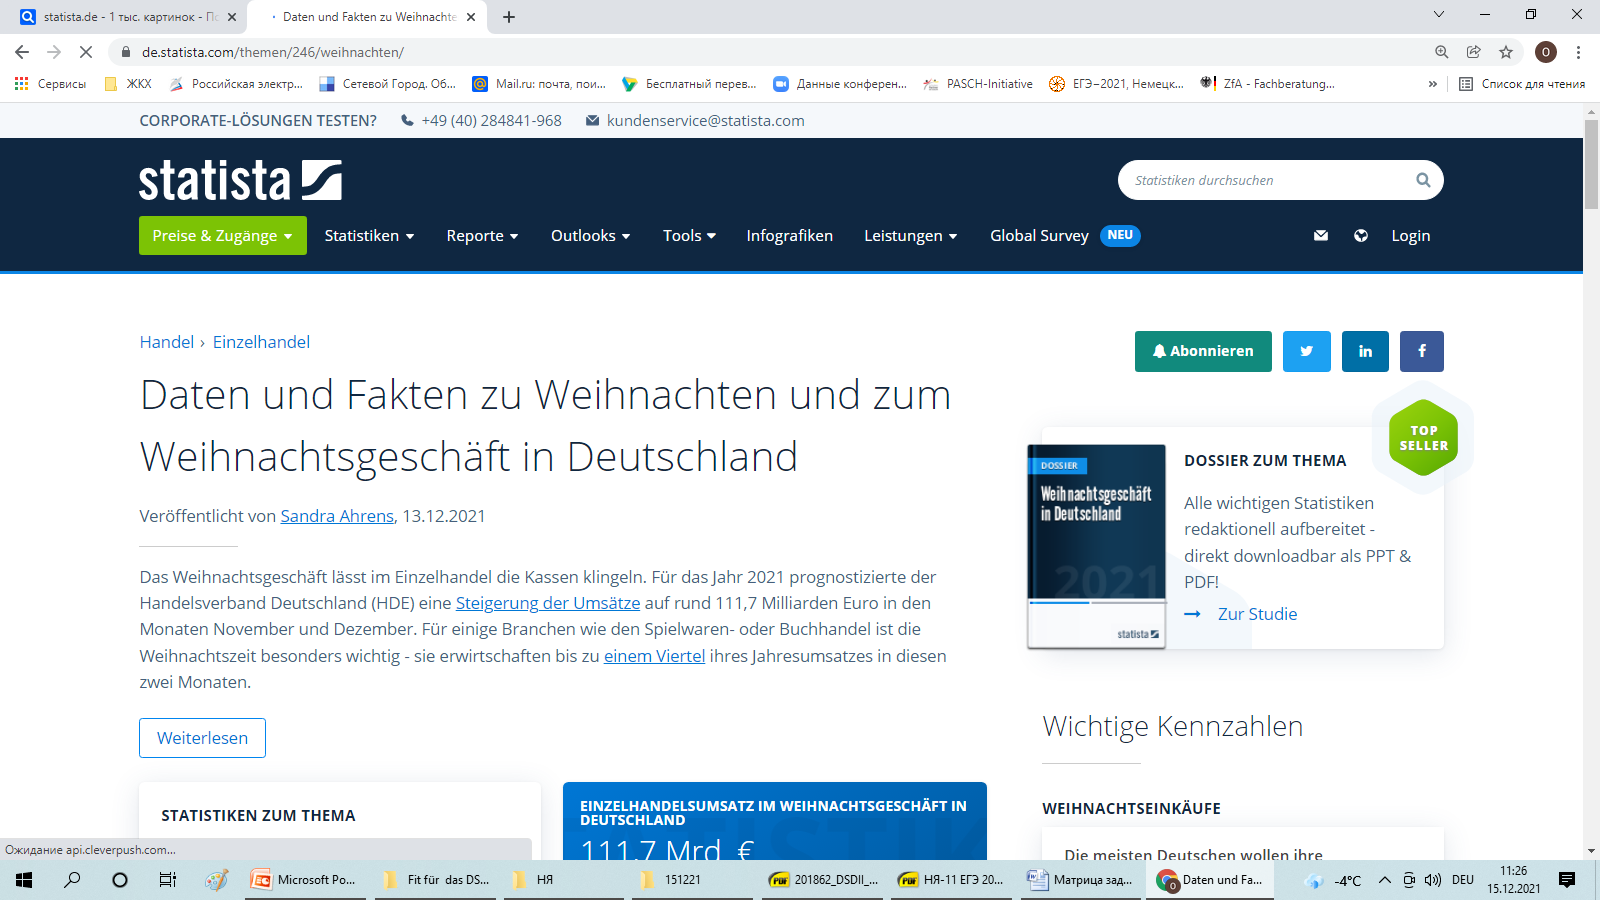 statista.de - 1 тыс. картинок - По
Daten und Fakten zu Weihnachte
de.statista.com/themen/246/weihnachten/
О
Сервисы
ЖКХ
Российская электр...
Сетевой Город. Об...
Mail.ru: почта, пои...
Бесплатный перев...
Данные конферен...
PASCH-Initiative
ЕГЭ–2021, Немецк...
ZfA - Fachberatung...
»
Список для чтения
CORPORATE-LÖSUNGEN TESTEN?
+49 (40) 284841-968
kundenservice@statista.com
statista
Statistiken durchsuchen
Preise & Zugänge
Statistiken
Reporte
Outlooks
Tools
Infografiken
Leistungen
Global Survey
NEU
Login
Handel › Einzelhandel
Abonnieren
Daten und Fakten zu Weihnachten und zum
Weihnachtsgeschäft in Deutschland
Veröffentlicht von Sandra Ahrens, 13.12.2021
Das Weihnachtsgeschäft lässt im Einzelhandel die Kassen klingeln. Für das Jahr 2021 prognostizierte der
Handelsverband Deutschland (HDE) eine Steigerung der Umsätze auf rund 111,7 Milliarden Euro in den
Monaten November und Dezember. Für einige Branchen wie den Spielwaren- oder Buchhandel ist die
Weihnachtszeit besonders wichtig - sie erwirtschaften bis zu einem Viertel ihres Jahresumsatzes in diesen
zwei Monaten.
Weiterlesen
TOP
SELLER
DOSSIER
Weihnachtsgeschäft
in Deutschland
2021
statista
DOSSIER ZUM THEMA
Alle wichtigen Statistiken
redaktionell aufbereitet -
direkt downloadbar als PPT &
PDF!
Zur Studie
Wichtige Kennzahlen
WEIHNACHTSEINKÄUFE
Die meisten Deutschen wollen ihre
STATISTIKEN ZUM THEMA
EINZELHANDELSUMSATZ IM WEIHNACHTSGESCHÄFT IN
DEUTSCHLAND
111,7 Mrd. €
Ожидание api.cleverpush.com...
Microsoft Po...
Fit für das DS...
НЯ
151221
201862_DSDII_...
НЯ-11 ЕГЭ 20...
Матрица зад...
Daten und Fa...
-4°C
DEU
11:26
15.12.2021